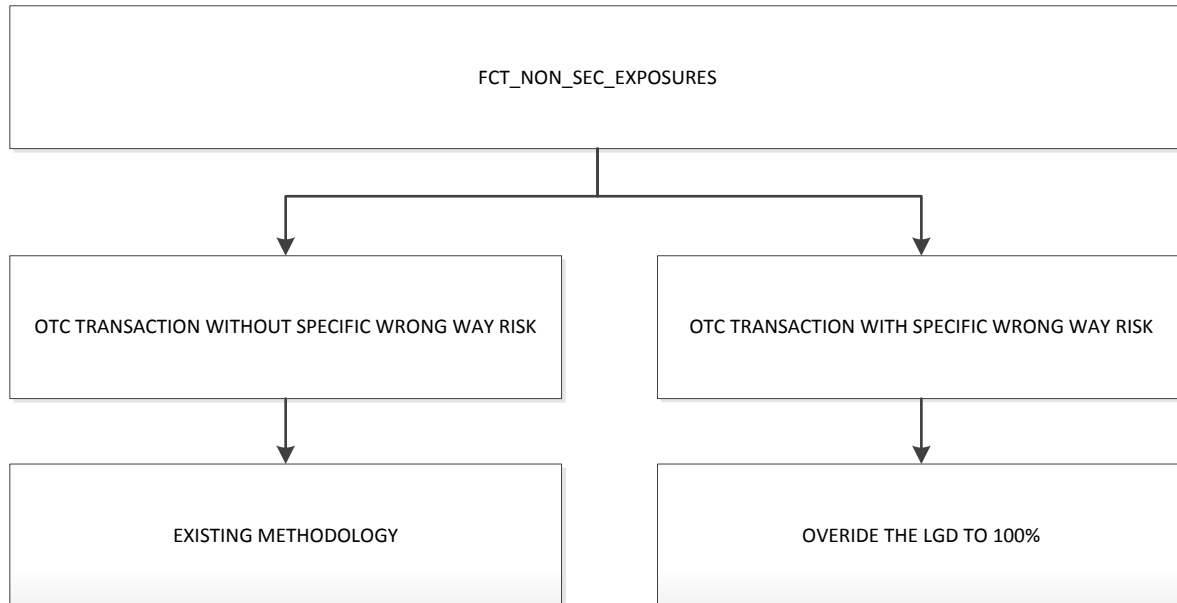 FCT_NON_SEC_EXPOSURES
OTC TRANSACTION WITHOUT SPECIFIC WRONG WAY RISK
OTC TRANSACTION WITH SPECIFIC WRONG WAY RISK
EXISTING METHODOLOGY
OVERIDE THE LGD TO 100%